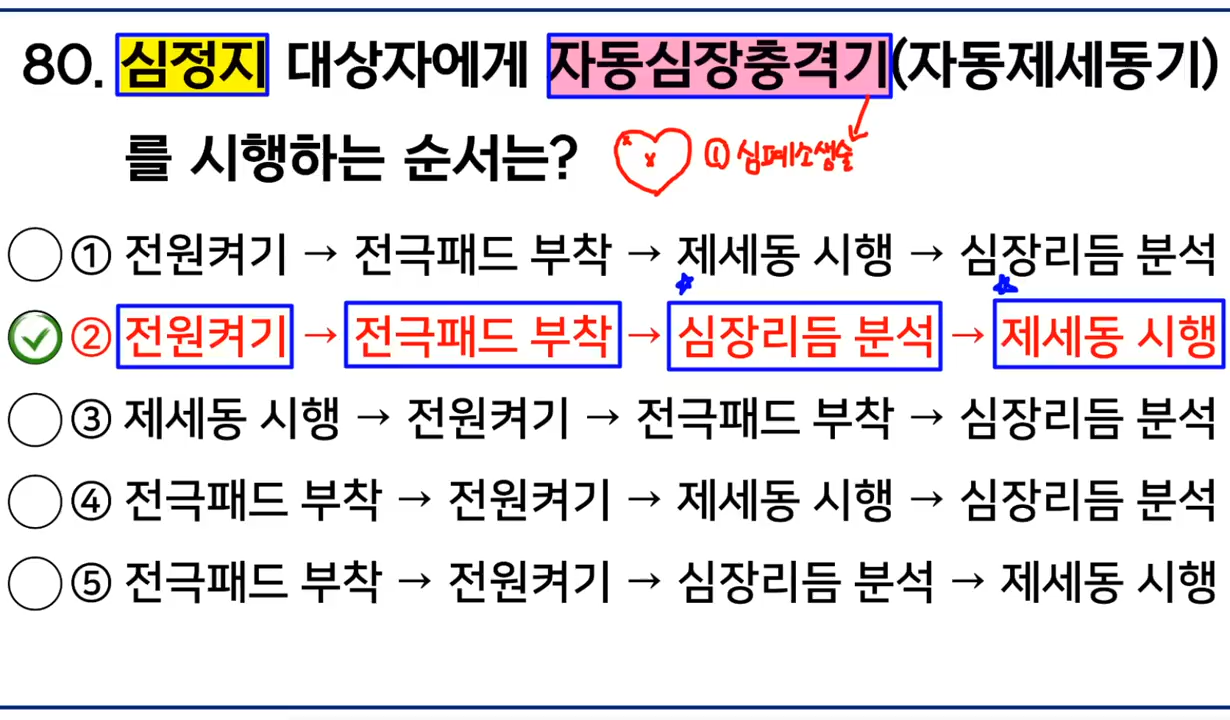 80. 심정지 대상자에게 자동심장충격기(자동제세동기)
를 시행하는 순서는? ① 심폐소생술
① 전원켜기 → 전극패드 부착 → 제세동 시행 → 심장리듬 분석
② 전원켜기 → 전극패드 부착 → 심장리듬 분석 → 제세동 시행
③ 제세동 시행 → 전원켜기 → 전극패드 부착 → 심장리듬 분석
④ 전극패드 부착 → 전원켜기 → 제세동 시행 → 심장리듬 분석
⑤ 전극패드 부착 → 전원켜기 → 심장리듬 분석 → 제세동 시행